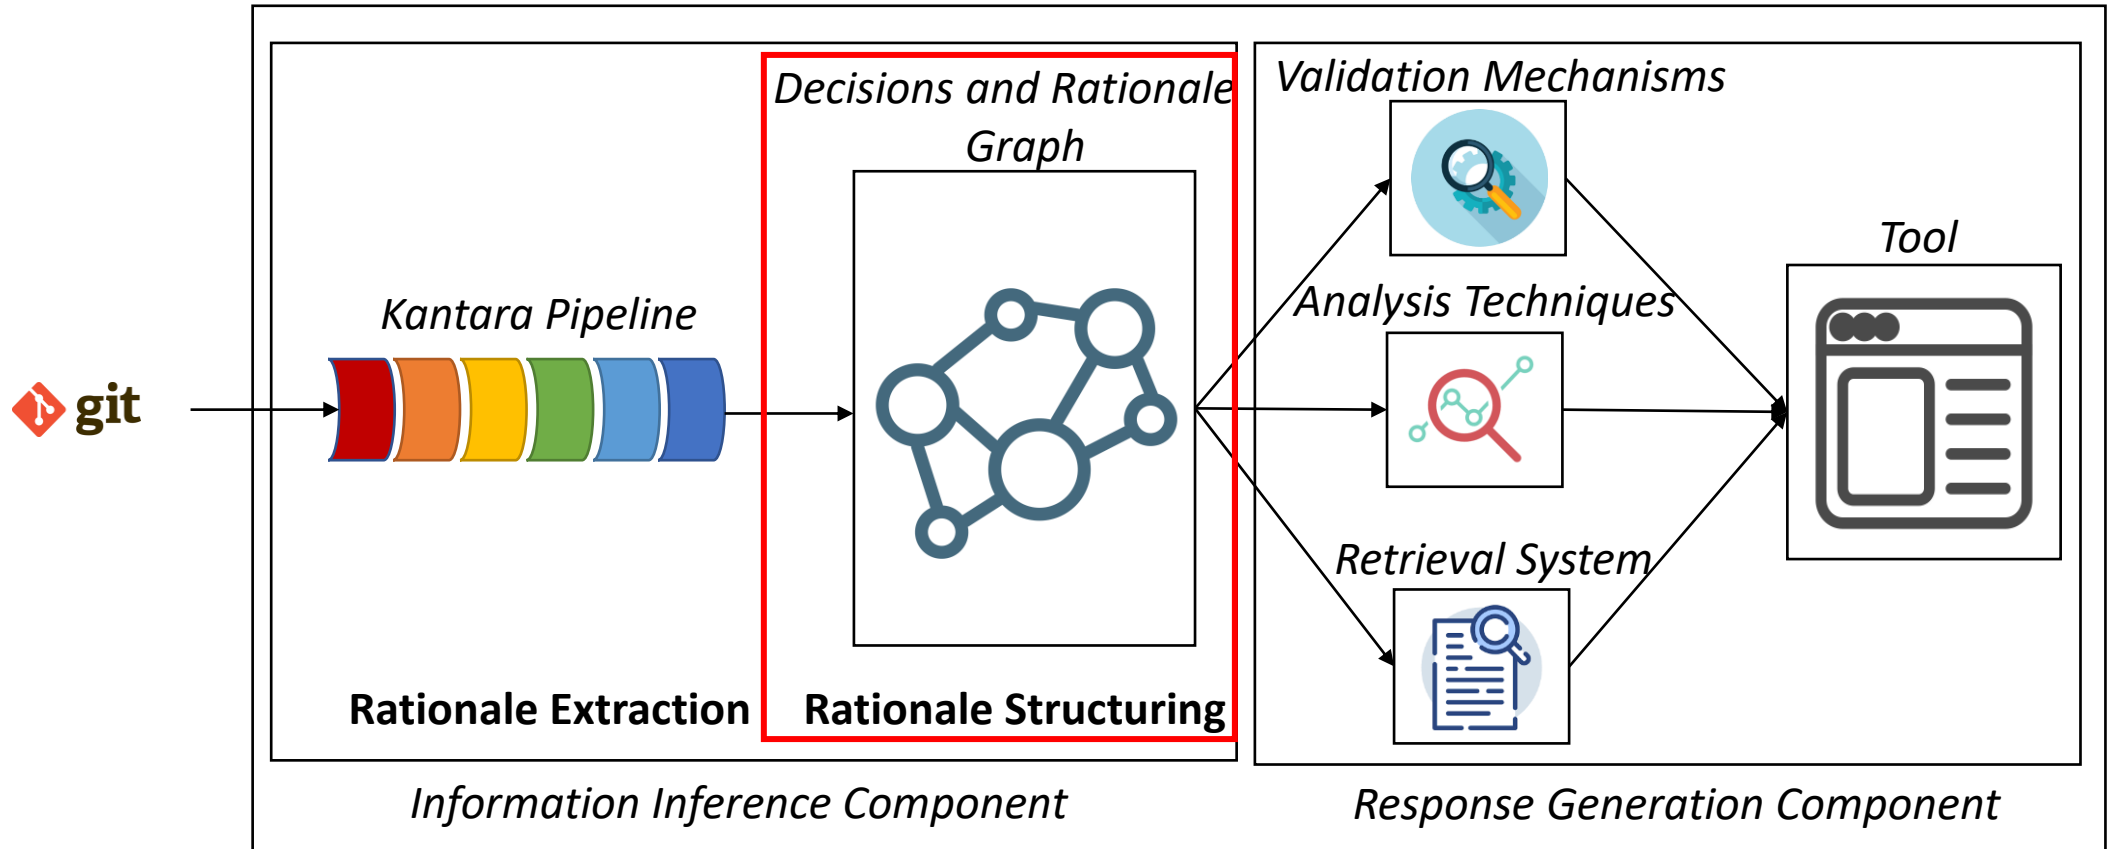 git
Kantara Pipeline
Rationale Extraction
Decisions and Rationale
Graph
Rationale Structuring
Information Inference Component
Validation Mechanisms
Analysis Techniques
Retrieval System
Tool
Response Generation Component